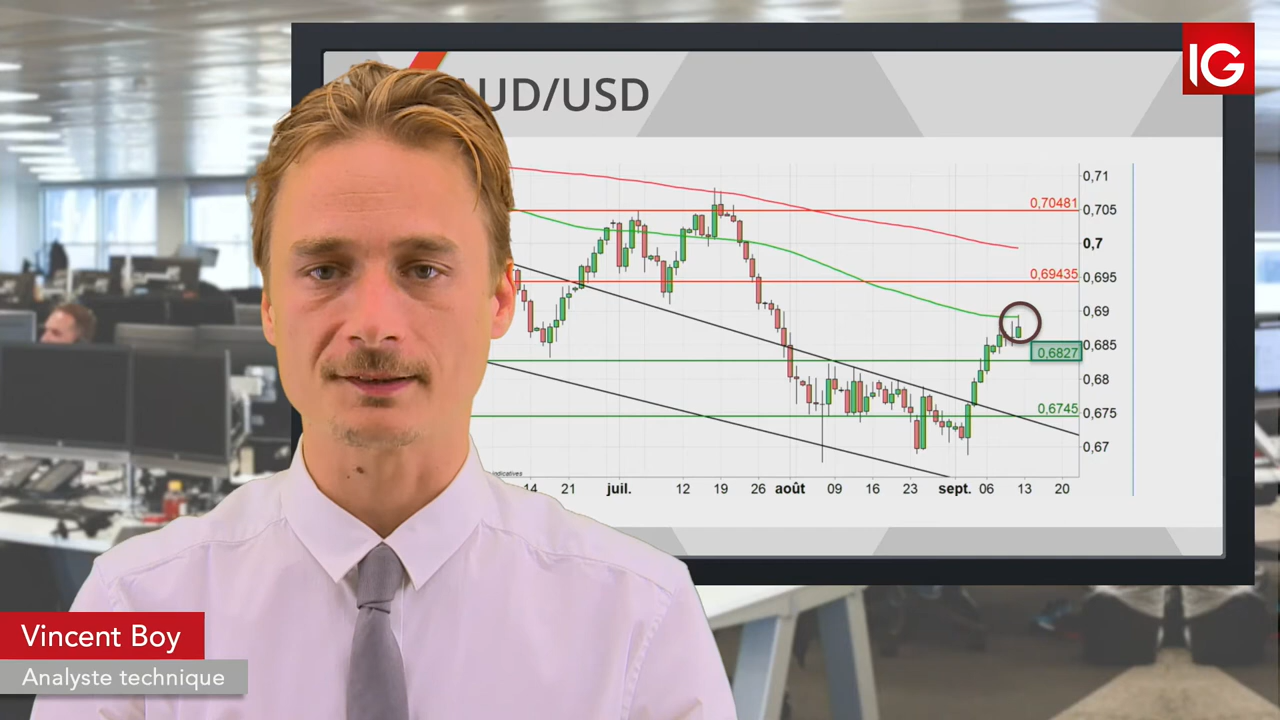 IG
UD/USD
0,71
0,70481
0,705
0,7
0,69435
0,695
0,69
0,685
0,6827
0,68
0,6745
0,675
0,67
indicatives
14 21 juil. 12 19 26 août 09 16 23 sept. 06 13 20
Vincent Boy
Analyste technique